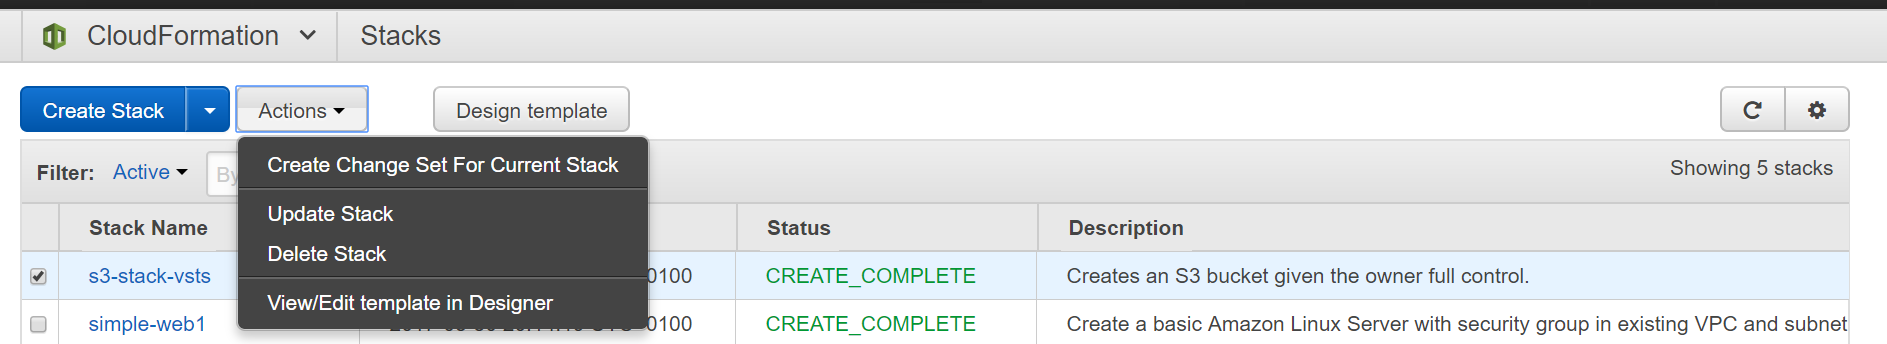 CloudFormation Stacks
Create Stack Actions Design template
Create Change Set For Current Stack
Filter: Active By Showing 5 stacks
Update Stack
Stack Name Status Description
Delete Stack
s3-stack-vsts 0100 CREATE_COMPLETE Creates an S3 bucket given the owner full control.
View/Edit template in Designer
simple-web1 0100 CREATE_COMPLETE Create a basic Amazon Linux Server with security group in existing VPC and subnet